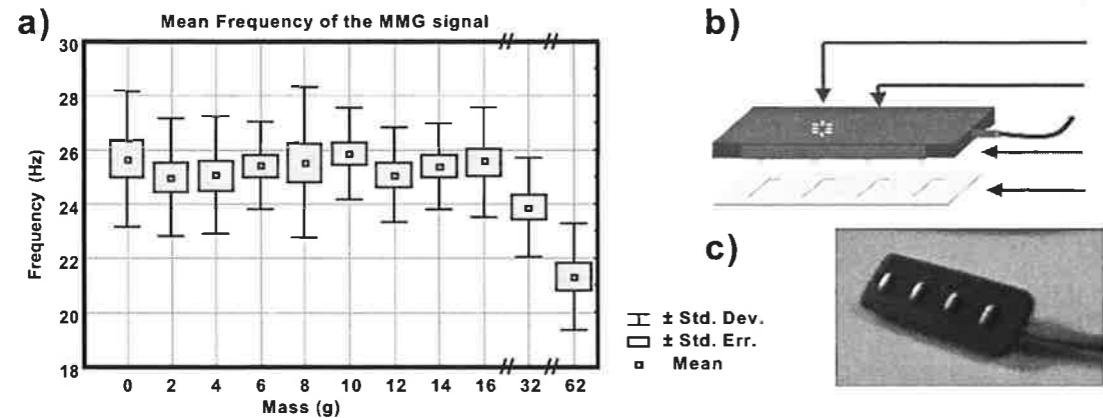 a)
Mean Frequency of the MMG signal
30
28
26
24
22
20
18
Frequency (Hz)
0 2 4 6 8 10 12 14 16 32 62
Mass (g)
± Std. Dev.
± Std. Err.
Mean
b)
c)